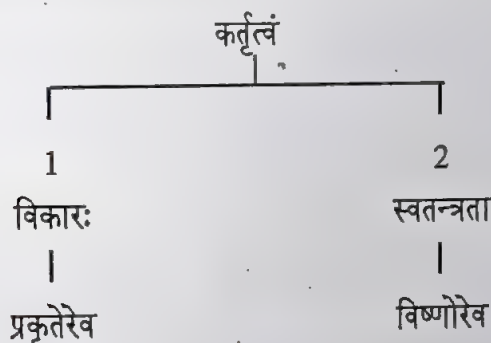 कर्तृत्वं
1
2
विकारः
स्वतन्त्रता
प्रकृतेरेव
विष्णोरेव